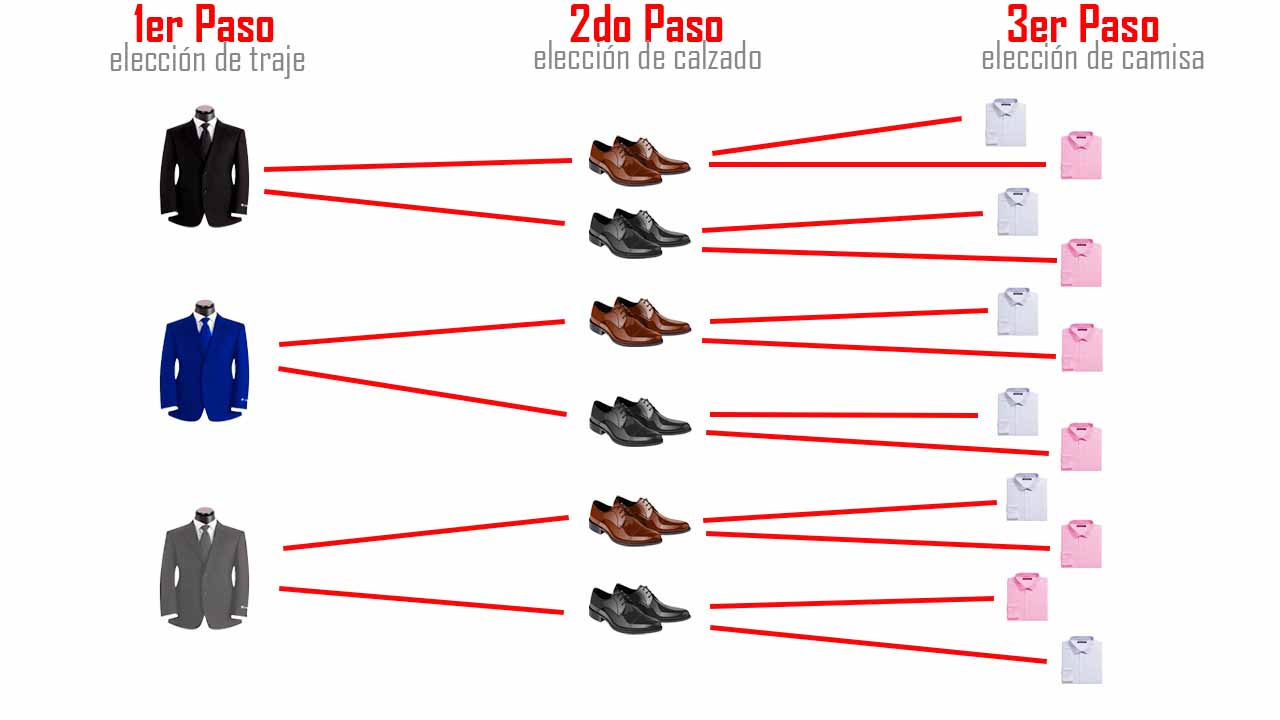 1er Paso
elección de traje
2do Paso
elección de calzado
3er Paso
elección de camisa